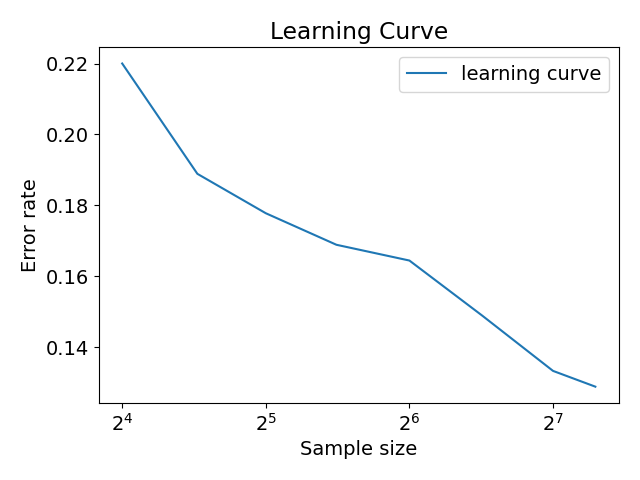 Learning Curve
learning curve
Error rate
0.22
0.20
0.18
0.16
0.14
2⁴
2⁵
2⁶
2⁷
Sample size